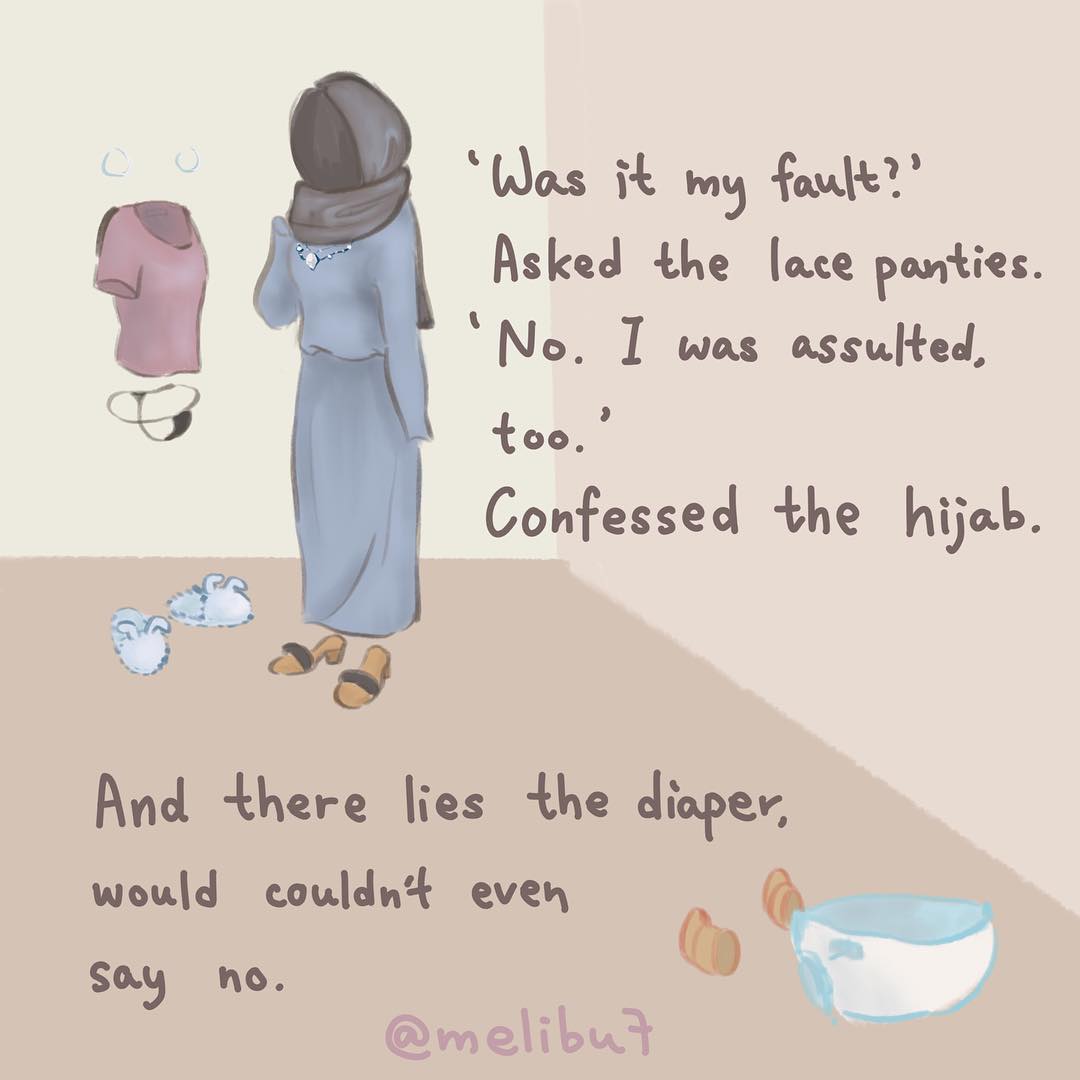 ‘Was it my fault?’
Asked the lace panties.
‘No. I was assulted,
too.’
Confessed the hijab.
And there lies the diaper,
would couldn't even
say no.
@melibu7